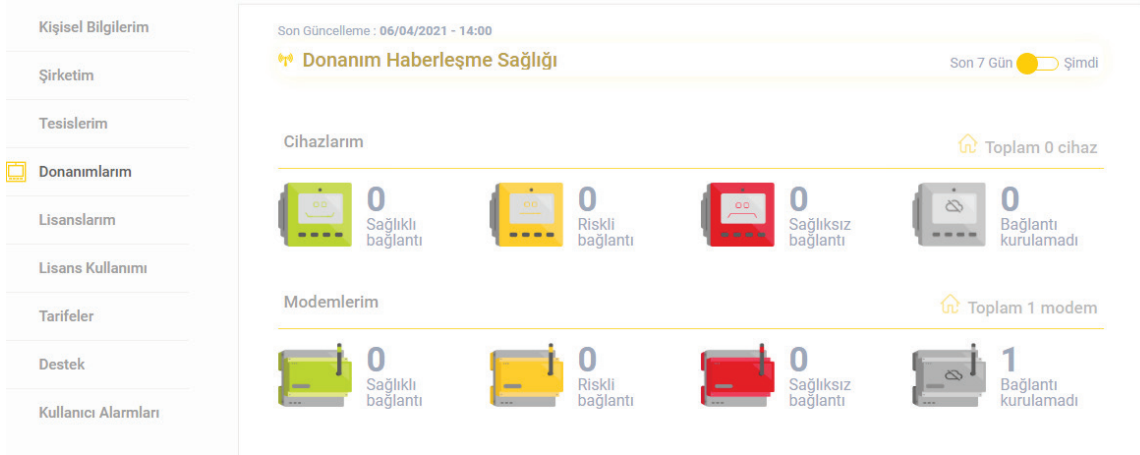 Kişisel Bilgilerim
Şirketim
Tesislerim
Donanımlarım
Lisanslarım
Lisans Kullanımı
Tarifeler
Destek
Kullanıcı Alarmları
Son Güncelleme : 06/04/2021 - 14:00
Donanım Haberleşme Sağlığı
Son 7 Gün Şimdi
Cihazlarım
Toplam 0 cihaz
0
Sağlıklı
bağlantı
0
Riskli
bağlantı
0
Sağlıksız
bağlantı
0
Bağlantı
kurulamadı
Modemlerim
Toplam 1 modem
0
Sağlıklı
bağlantı
0
Riskli
bağlantı
0
Sağlıksız
bağlantı
1
Bağlantı
kurulamadı